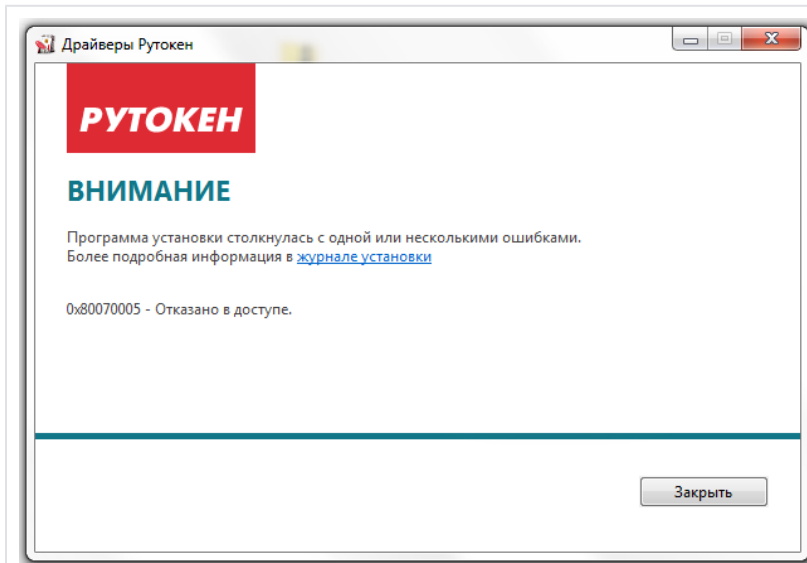 Драйверы Рутокен
РУТОКЕН
ВНИМАНИЕ
Программа установки столкнулась с одной или несколькими ошибками.
Более подробная информация в журнале установки
0x80070005 - Отказано в доступе.
Закрыть